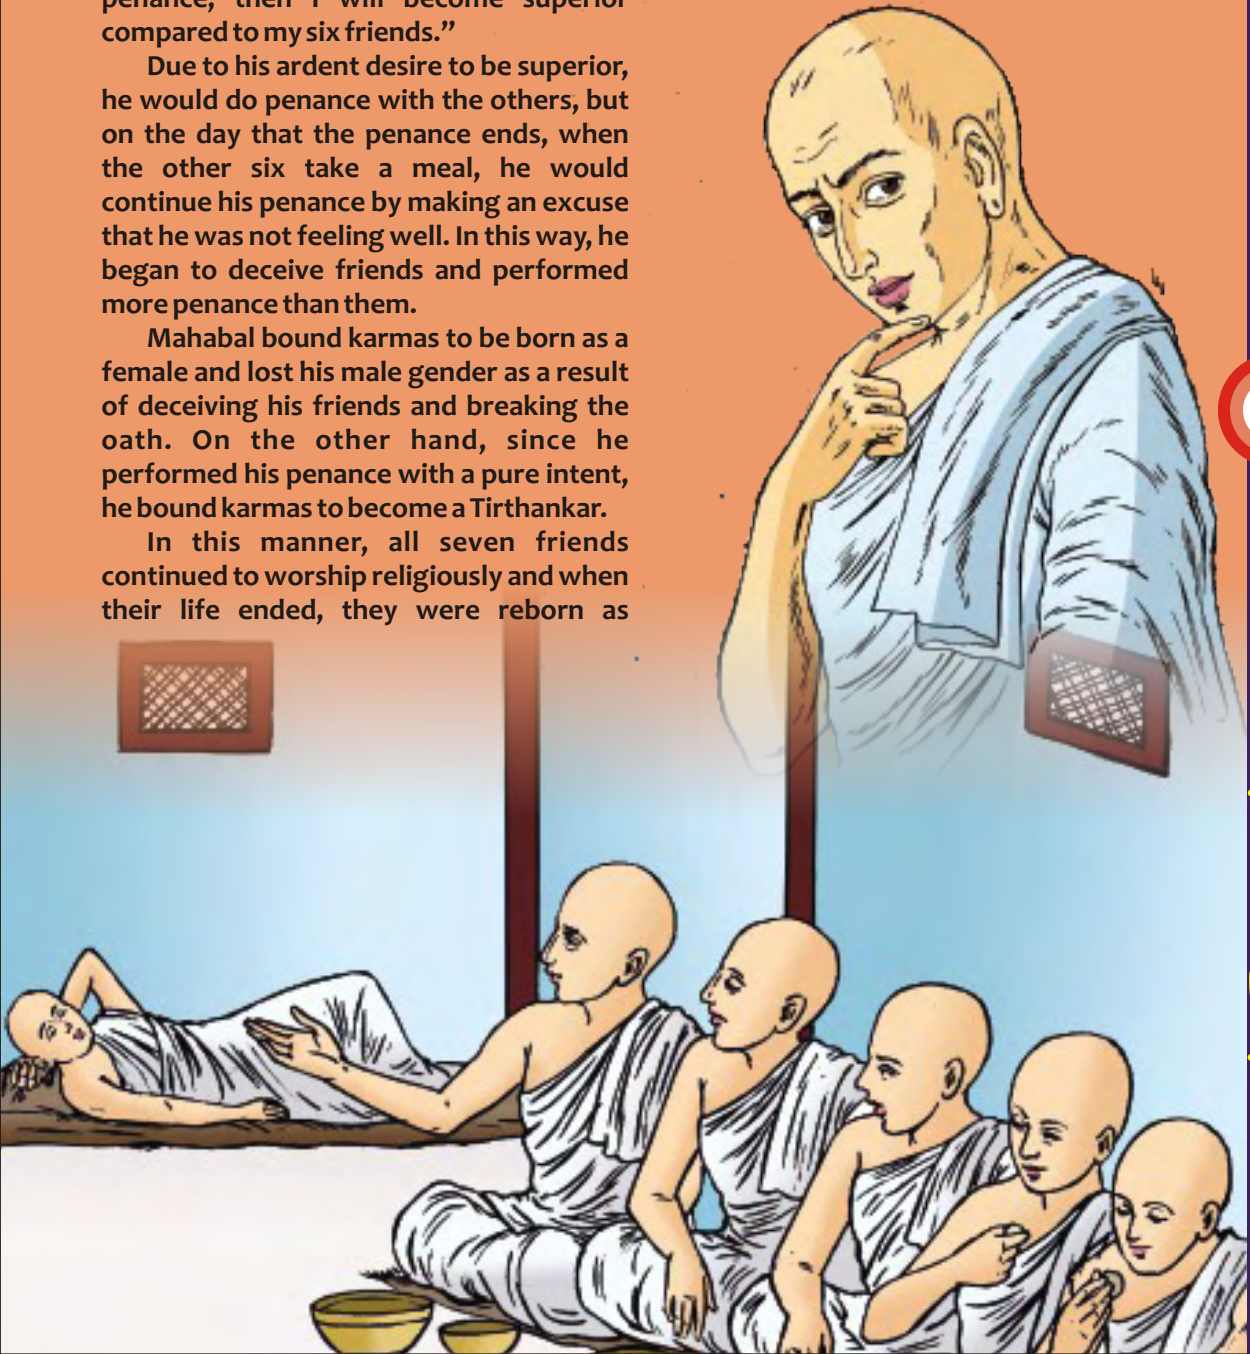 penance, then I will become superior
compared to my six friends.”
Due to his ardent desire to be superior,
he would do penance with the others, but
on the day that the penance ends, when
the other six take a meal, he would
continue his penance by making an excuse
that he was not feeling well. In this way, he
began to deceive friends and performed
more penance than them.
Mahabal bound karmas to be born as a
female and lost his male gender as a result
of deceiving his friends and breaking the
oath. On the other hand, since he
performed his penance with a pure intent,
he bound karmas to become a Tirthankar.
In this manner, all seven friends
continued to worship religiously and when
their life ended, they were reborn as